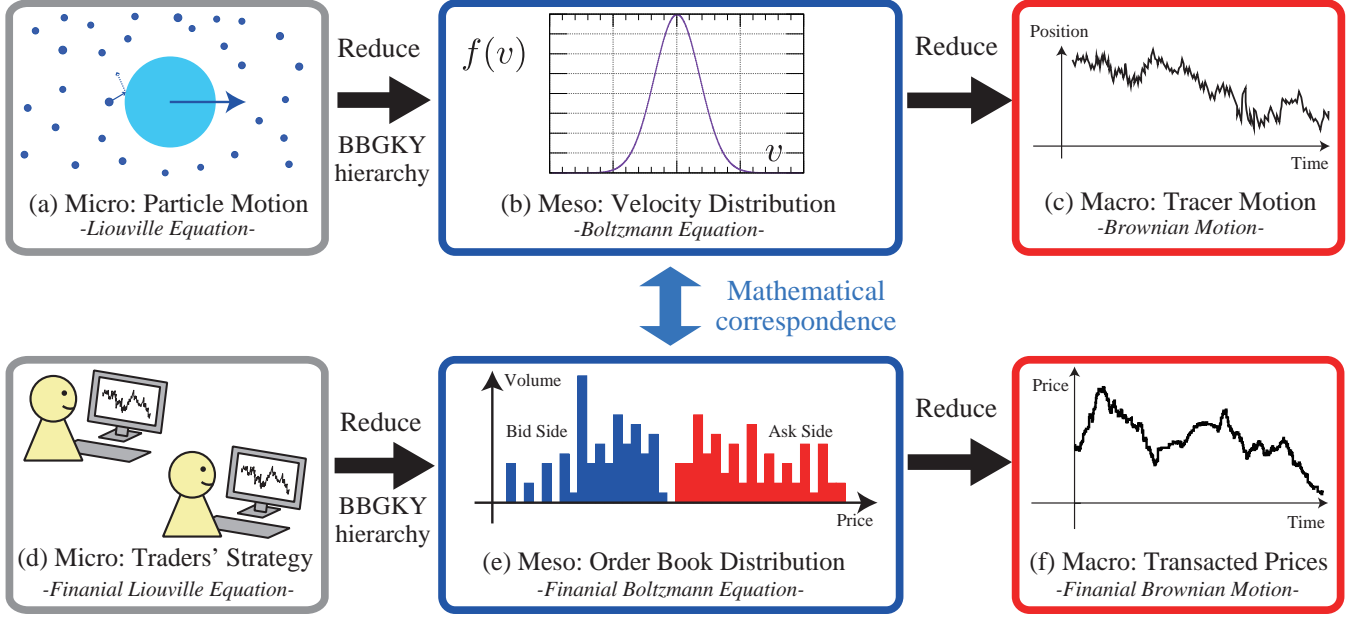 Reduce
BBGKY
hierarchy
(a) Micro: Particle Motion
-Liouville Equation-
f(v)
v
(b) Meso: Velocity Distribution
-Boltzmann Equation-
Reduce
Position
Time
(c) Macro: Tracer Motion
-Brownian Motion-
Mathematical
correspondence
(d) Micro: Traders' Strategy
-Finanial Liouville Equation-
Reduce
BBGKY
hierarchy
Volume
Bid Side
Ask Side
Price
(e) Meso: Order Book Distribution
-Finanial Boltzmann Equation-
Reduce
Price
Time
(f) Macro: Transacted Prices
-Finanial Brownian Motion-